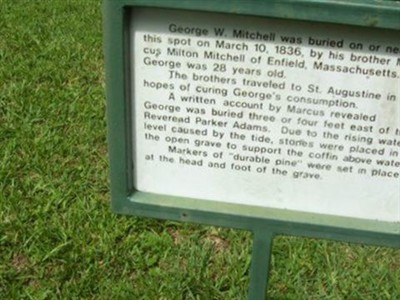 George W. Mitchell was buried on or ne
this spot on March 10, 1836, by his brother M
cus Milton Mitchell of Enfield, Massachusetts.
George was 28 years old.
The brothers traveled to St. Augustine in
hopes of curing George's consumption.
A written account by Marcus revealed
George was buried three or four feet east of t
Reveread Parker Adams. Due to the rising wate
level caused by the tide, stones were placed in
the open grave to support the coffin above wate
Markers of "durable pine" were set in place
at the head and foot of the grave.